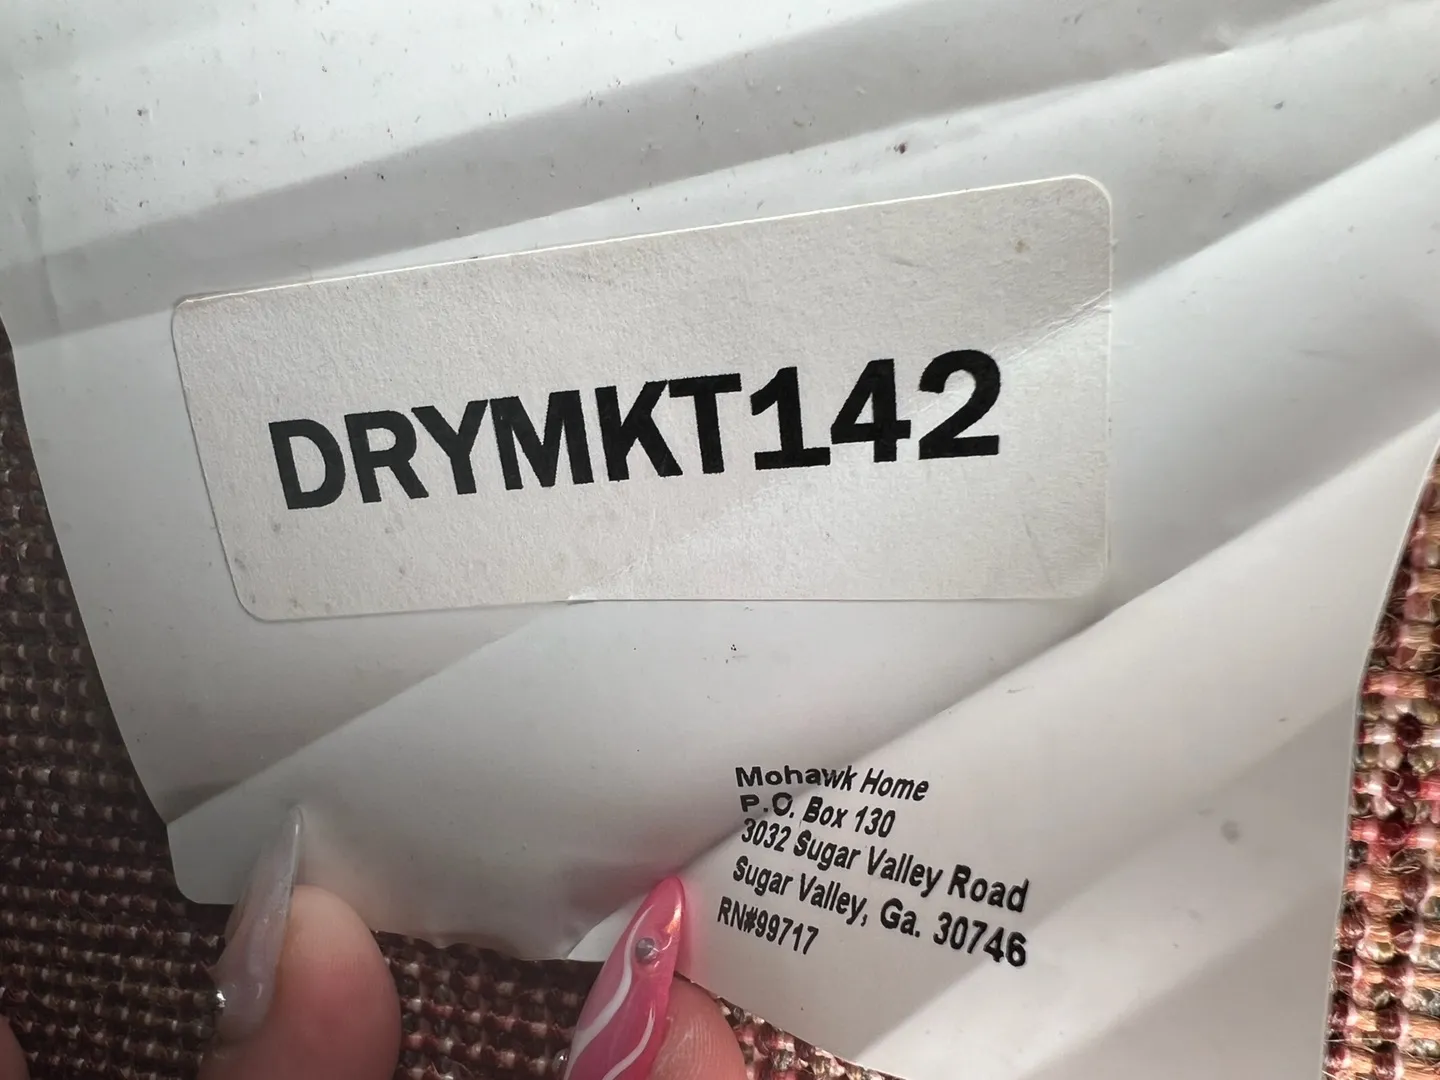 DRYMKT142
Mohawk Home
P.O. Box 130
3032 Sugar Valley Road
Sugar Valley, Ga. 30746
RN#99717